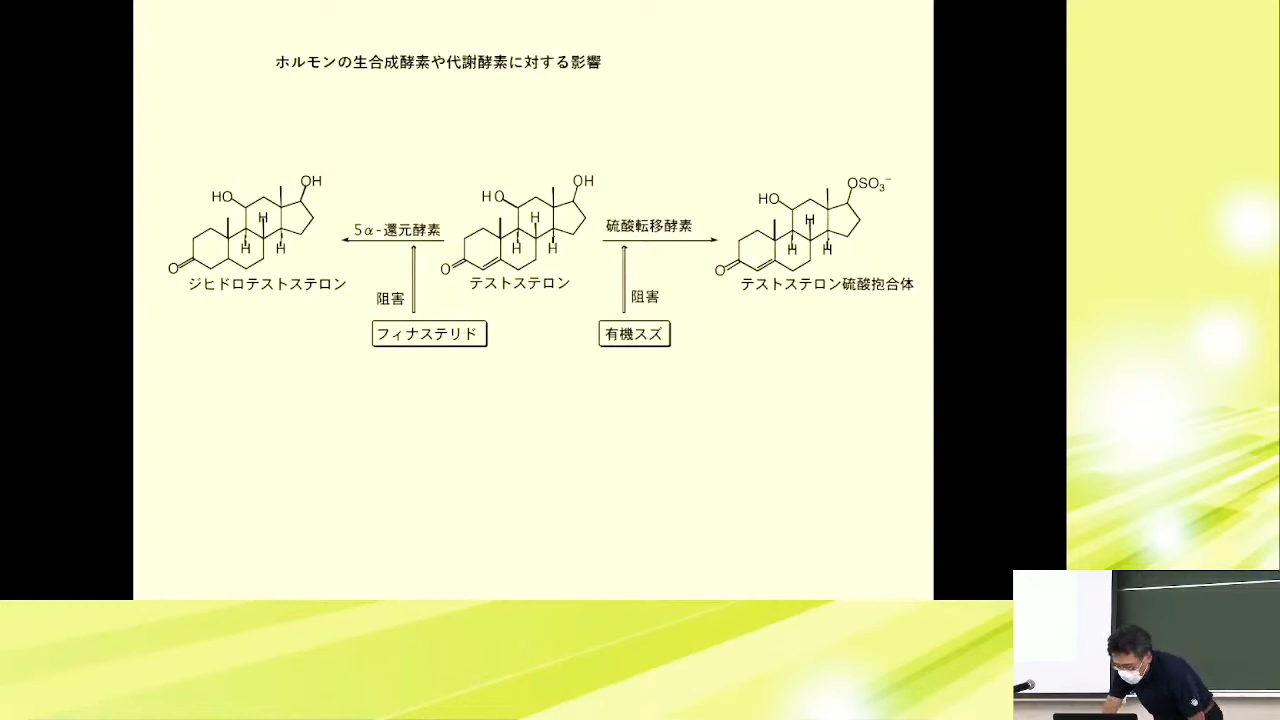 ホルモンの生合成酵素や代謝酵素に対する影響
HO
OH
H
H
H
O
ジヒドロテストステロン
5α-還元酵素
阻害
フィナステリド
HO
OH
H
H
H
O
テストステロン
硫酸転移酵素
阻害
有機スズ
HO
OSO₃⁻
H
H
H
O
テストステロン硫酸抱合体